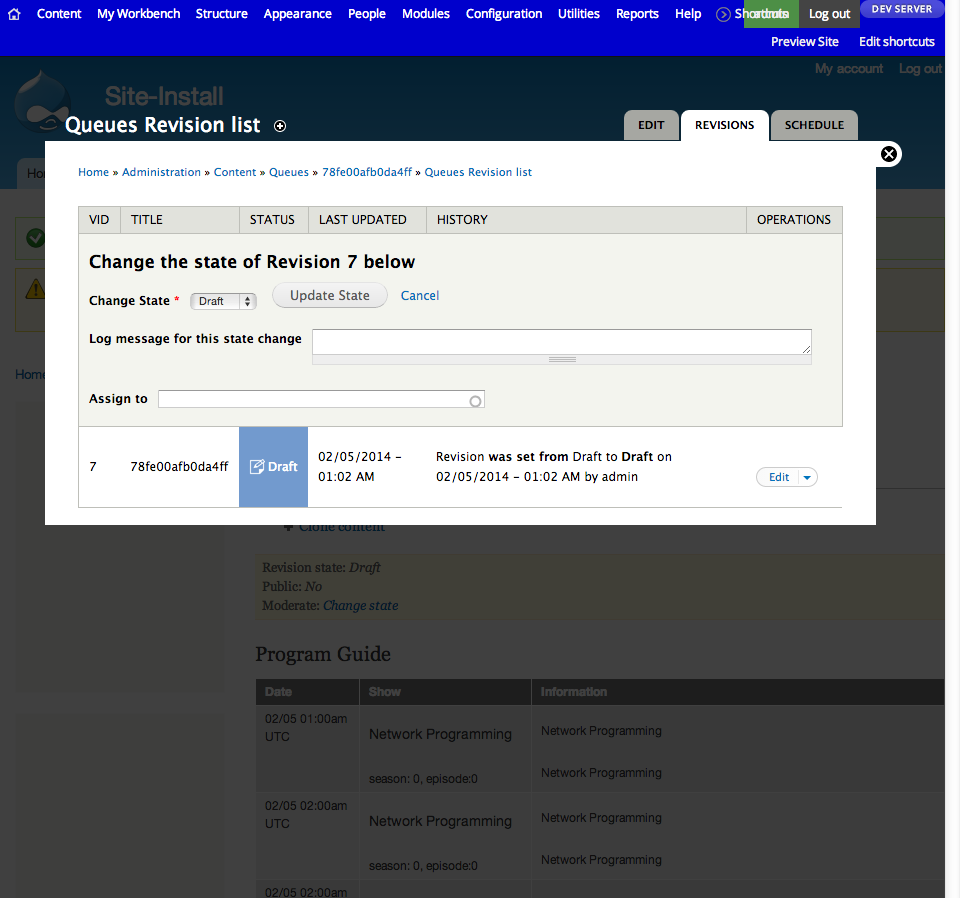 Content My Workbench Structure Appearance People Modules Configuration Utilities Reports Help Shortcuts Log out DEV SERVER
Preview Site Edit shortcuts
My account Log out
Site-Install
Queues Revision list EDIT REVISIONS SCHEDULE
Home » Administration » Content » Queues » 78fe00afb0da4ff » Queues Revision list
VID TITLE STATUS LAST UPDATED HISTORY OPERATIONS
Change the state of Revision 7 below
Change State * Draft Update State Cancel
Log message for this state change
Home
Assign to
7 78fe00afb0da4ff Draft 02/05/2014 – 01:02 AM Revision was set from Draft to Draft on
02/05/2014 – 01:02 AM by admin Edit
Clone content
Revision state: Draft
Public: No
Moderate: Change state
Program Guide
Date Show Information
02/05 01:00am
UTC
Network Programming Network Programming
season: 0, episode:0 Network Programming
02/05 02:00am
UTC
Network Programming Network Programming
season: 0, episode:0 Network Programming
02/05 02:00am